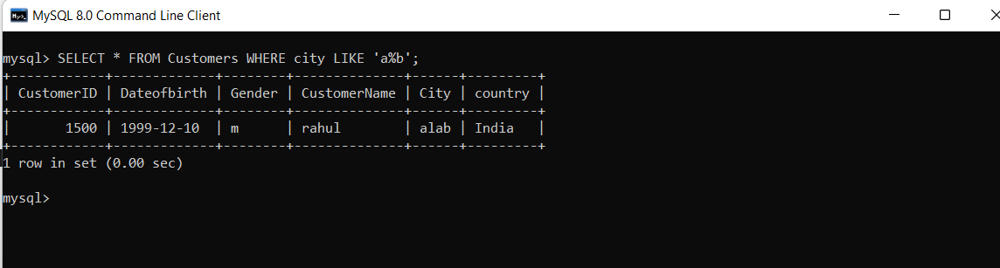 MySQL 8.0 Command Line Client
mysql> SELECT * FROM Customers WHERE city LIKE 'a%b';
+------------+-------------+--------+--------------+------+---------+
| CustomerID | Dateofbirth | Gender | CustomerName | City | country |
+------------+-------------+--------+--------------+------+---------+
|       1500 | 1999-12-10  | m      | rahul        | alab | India   |
+------------+-------------+--------+--------------+------+---------+
1 row in set (0.00 sec)
mysql>